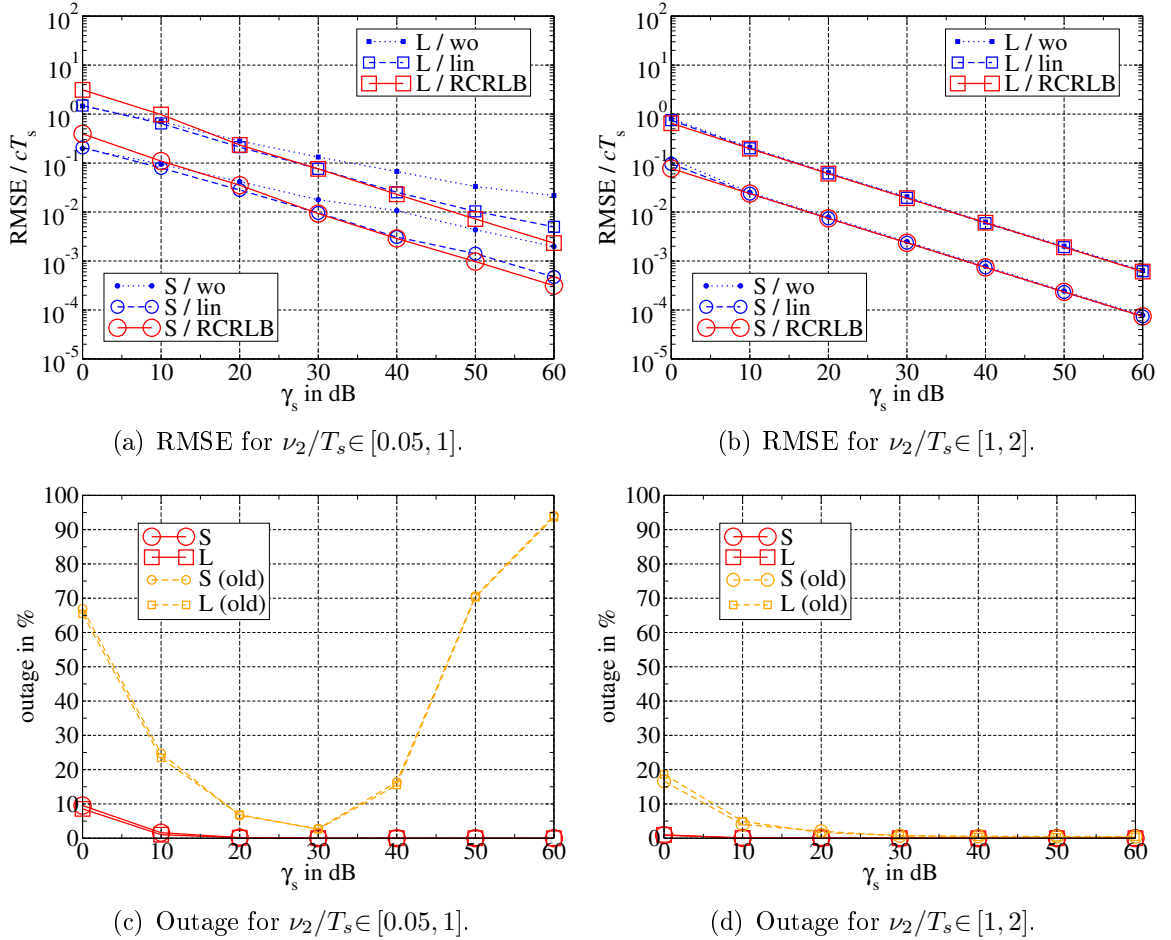 10^2
10^1
10^0
10^-1
10^-2
10^-3
10^-4
10^-5
RMSE / cT_s
L / wo
L / lin
L / RCRLB
S / wo
S / lin
S / RCRLB
0 10 20 30 40 50 60
γ_s in dB
(a) RMSE for ν_2/T_s ∈ [0.05, 1].
10^2
10^1
10^0
10^-1
10^-2
10^-3
10^-4
10^-5
RMSE / cT_s
L / wo
L / lin
L / RCRLB
S / wo
S / lin
S / RCRLB
0 10 20 30 40 50 60
γ_s in dB
(b) RMSE for ν_2/T_s ∈ [1, 2].
100
90
80
70
60
50
40
30
20
10
0
outage in %
S
L
S (old)
L (old)
0 10 20 30 40 50 60
γ_s in dB
(c) Outage for ν_2/T_s ∈ [0.05, 1].
100
90
80
70
60
50
40
30
20
10
0
outage in %
S
L
S (old)
L (old)
0 10 20 30 40 50 60
γ_s in dB
(d) Outage for ν_2/T_s ∈ [1, 2].